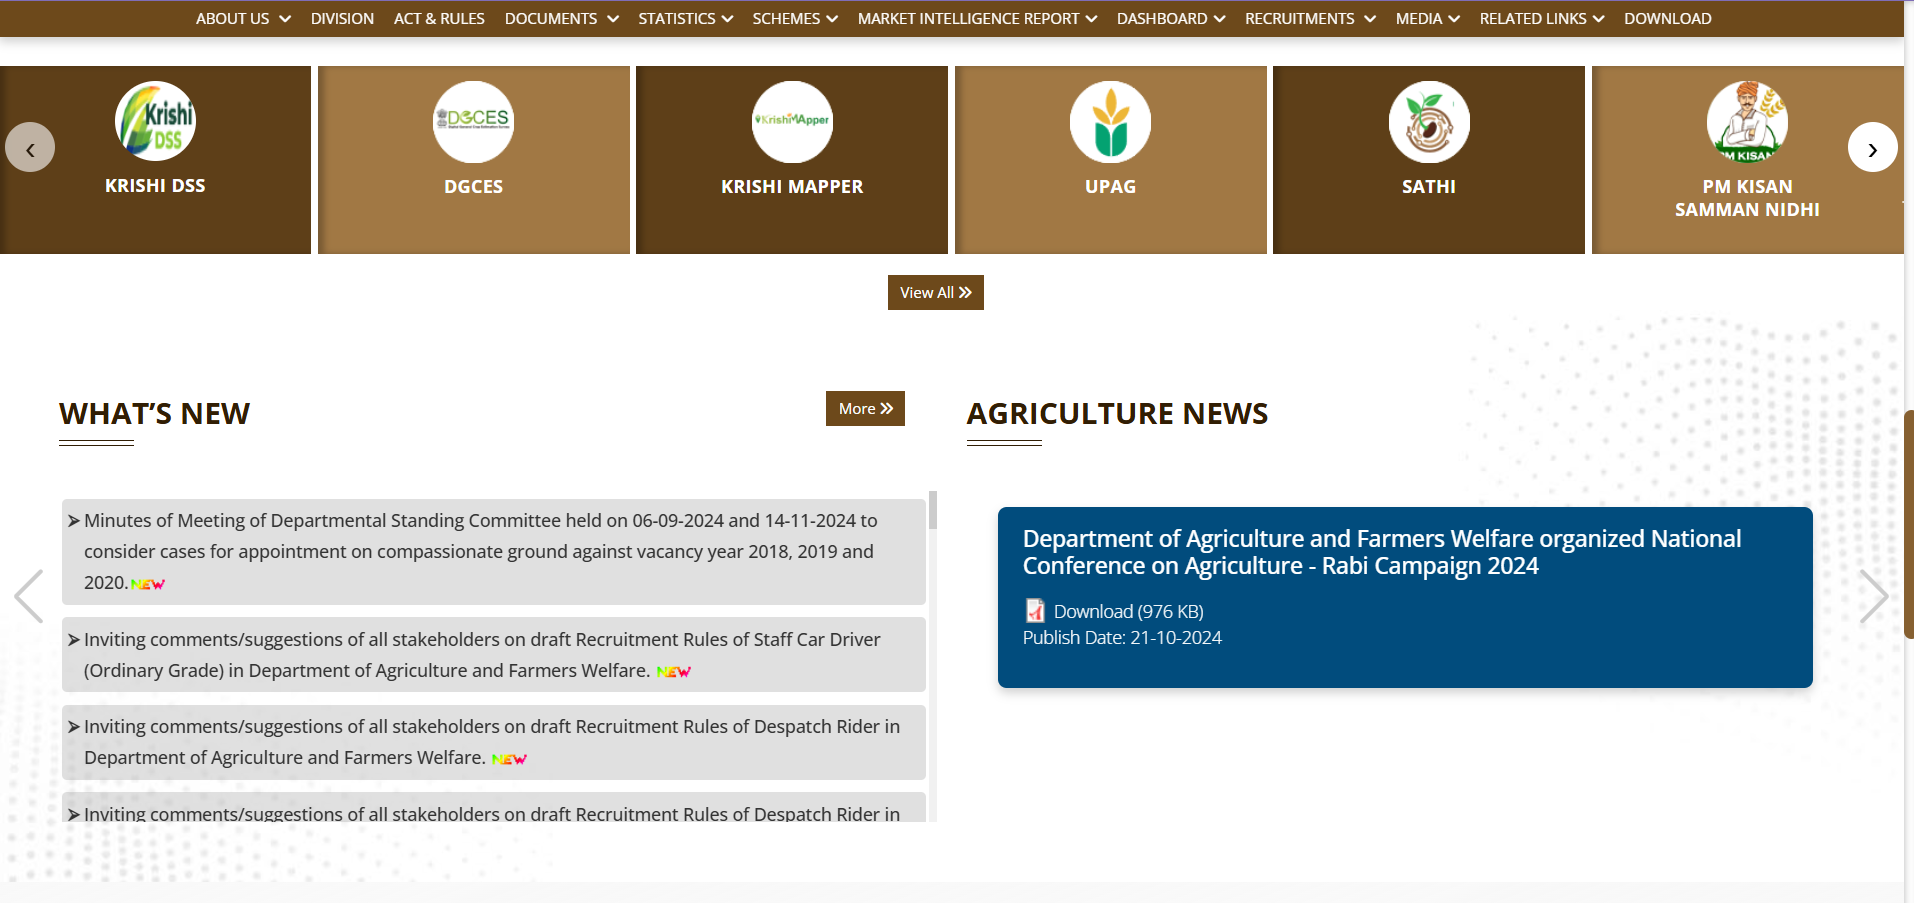 ABOUT US DIVISION ACT & RULES DOCUMENTS STATISTICS SCHEMES MARKET INTELLIGENCE REPORT DASHBOARD RECRUITMENTS MEDIA RELATED LINKS DOWNLOAD
Krishi
DSS
KRISHI DSS
DGCES
DGCES
KrishiMApper
KRISHI MAPPER
UPAG
SATHI
PM KISAN
PM KISAN
SAMMAN NIDHI
View All
WHAT’S NEW
More
Minutes of Meeting of Departmental Standing Committee held on 06-09-2024 and 14-11-2024 to
consider cases for appointment on compassionate ground against vacancy year 2018, 2019 and
2020. NEW
Inviting comments/suggestions of all stakeholders on draft Recruitment Rules of Staff Car Driver
(Ordinary Grade) in Department of Agriculture and Farmers Welfare. NEW
Inviting comments/suggestions of all stakeholders on draft Recruitment Rules of Despatch Rider in
Department of Agriculture and Farmers Welfare. NEW
Inviting comments/suggestions of all stakeholders on draft Recruitment Rules of Despatch Rider in
AGRICULTURE NEWS
Department of Agriculture and Farmers Welfare organized National
Conference on Agriculture - Rabi Campaign 2024
Download (976 KB)
Publish Date: 21-10-2024